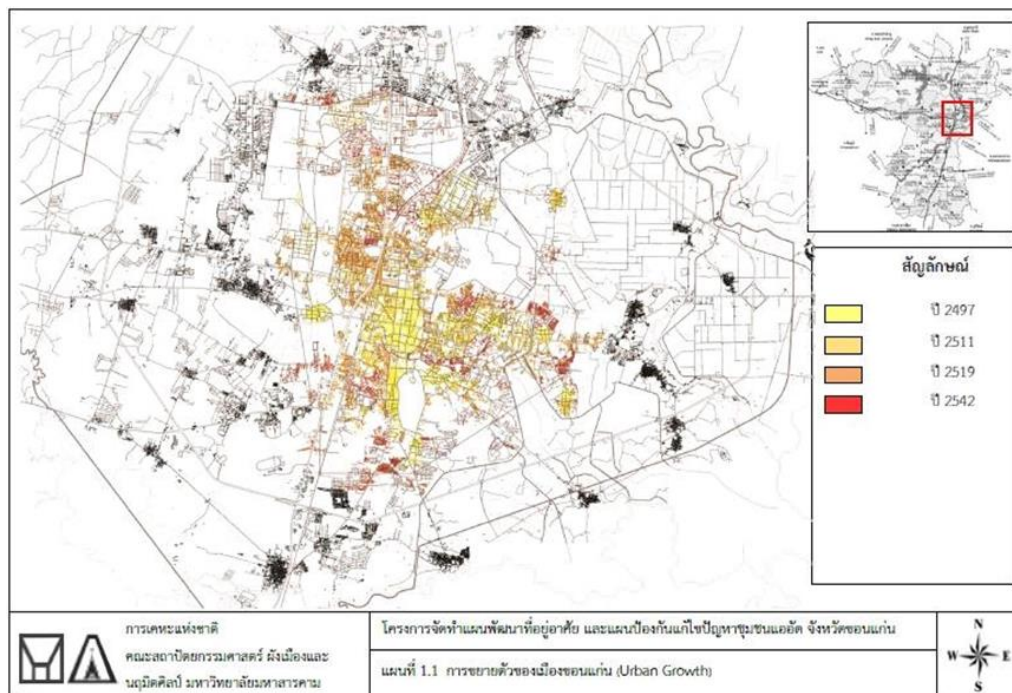 สัญลักษณ์
ปี 2497
ปี 2511
ปี 2519
ปี 2542
การเคหะแห่งชาติ
คณะสถาปัตยกรรมศาสตร์ ผังเมืองและ
นฤมิตศิลป์ มหาวิทยาลัยมหาสารคาม
โครงการจัดทำแผนพัฒนาที่อยู่อาศัย และแผนป้องกันแก้ไขปัญหาชุมชนแออัด จังหวัดขอนแก่น
แผนที่ 1.1 การขยายตัวของเมืองขอนแก่น (Urban Growth)
N
W E
S